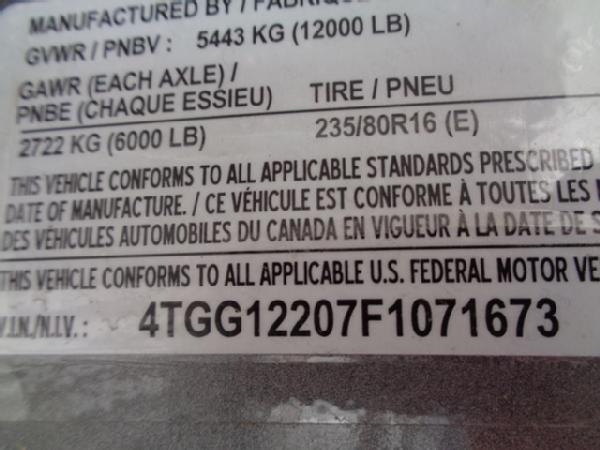 MANUFACTURED BY / FABRIQUÉ
GVWR / PNBV : 5443 KG (12000 LB)
GAWR (EACH AXLE) /
PNBE (CHAQUE ESSIEU) TIRE / PNEU
2722 KG (6000 LB) 235/80R16 (E)
THIS VEHICLE CONFORMS TO ALL APPLICABLE STANDARDS PRESCRIBED
DATE OF MANUFACTURE. / CE VÉHICULE EST CONFORME À TOUTES LES
DES VÉHICULES AUTOMOBILES DU CANADA EN VIGUEUR À LA DATE DE S
THIS VEHICLE CONFORMS TO ALL APPLICABLE U.S. FEDERAL MOTOR VE
V.I.N./N.I.V.: 4TGG12207F1071673